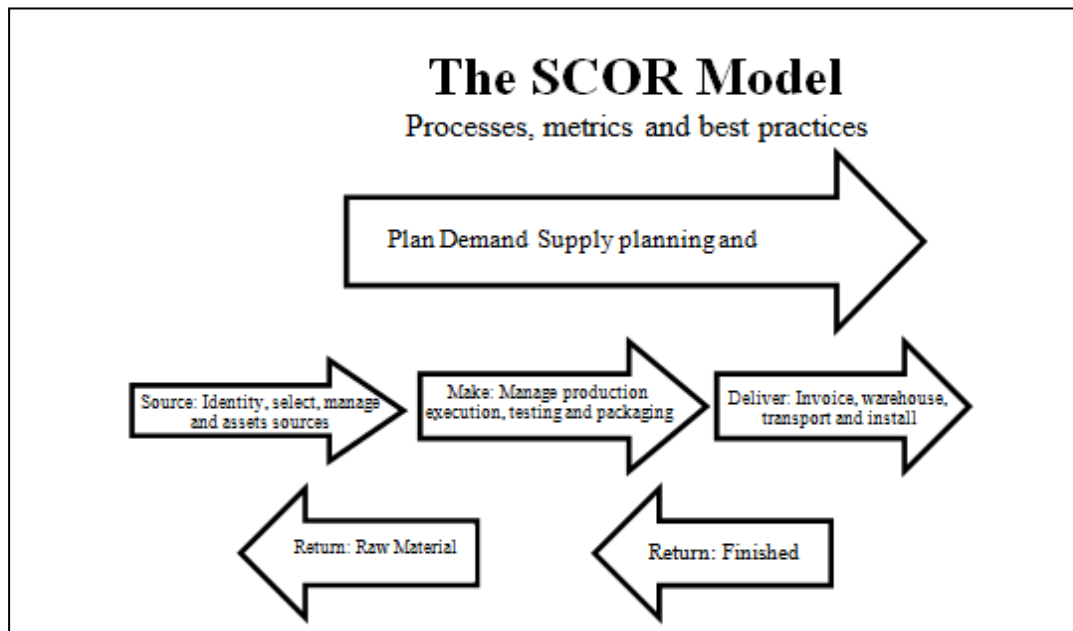 The SCOR Model
Processes, metrics and best practices
Plan Demand Supply planning and
Source: Identity, select, manage
and assets sources
Make: Manage production
execution, testing and packaging
Deliver: Invoice, warehouse,
transport and install
Return: Raw Material
Return: Finished